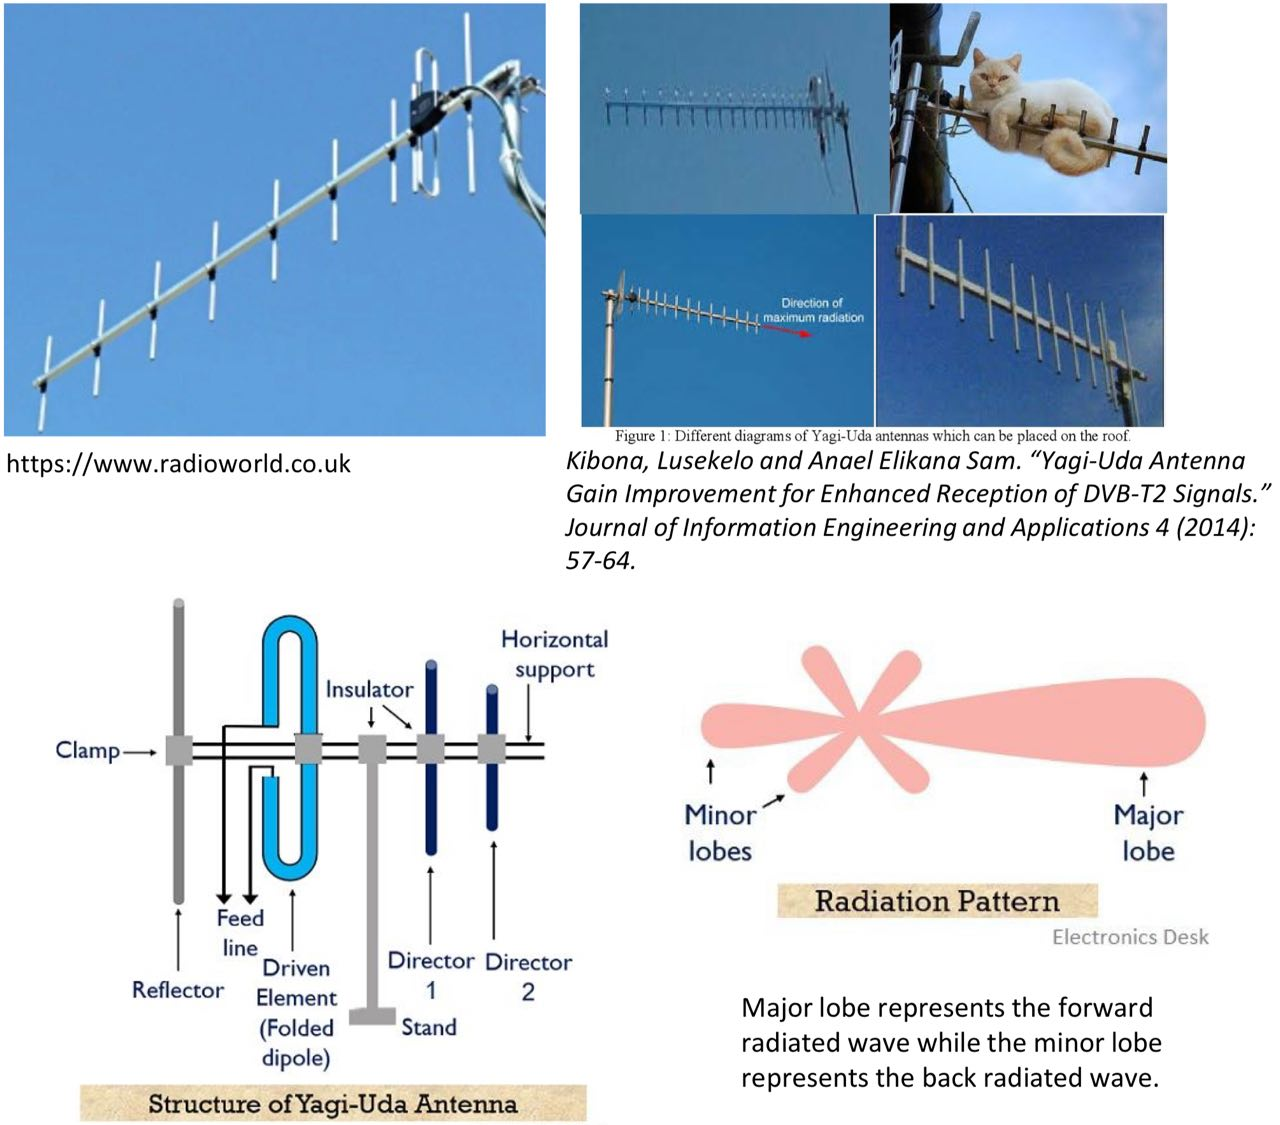 Direction of
maximum radiation
Figure 1: Different diagrams of Yagi-Uda antennas which can be placed on the roof.
https://www.radioworld.co.uk
Kibona, Lusekelo and Anael Elikana Sam. “Yagi-Uda Antenna
Gain Improvement for Enhanced Reception of DVB-T2 Signals.”
Journal of Information Engineering and Applications 4 (2014):
57-64.
Horizontal
support
Insulator
Clamp
Feed
line
Reflector
Driven
Element
(Folded
dipole)
Director
1
Director
2
Stand
Structure of Yagi-Uda Antenna
Minor
lobes
Major
lobe
Radiation Pattern
Electronics Desk
Major lobe represents the forward
radiated wave while the minor lobe
represents the back radiated wave.